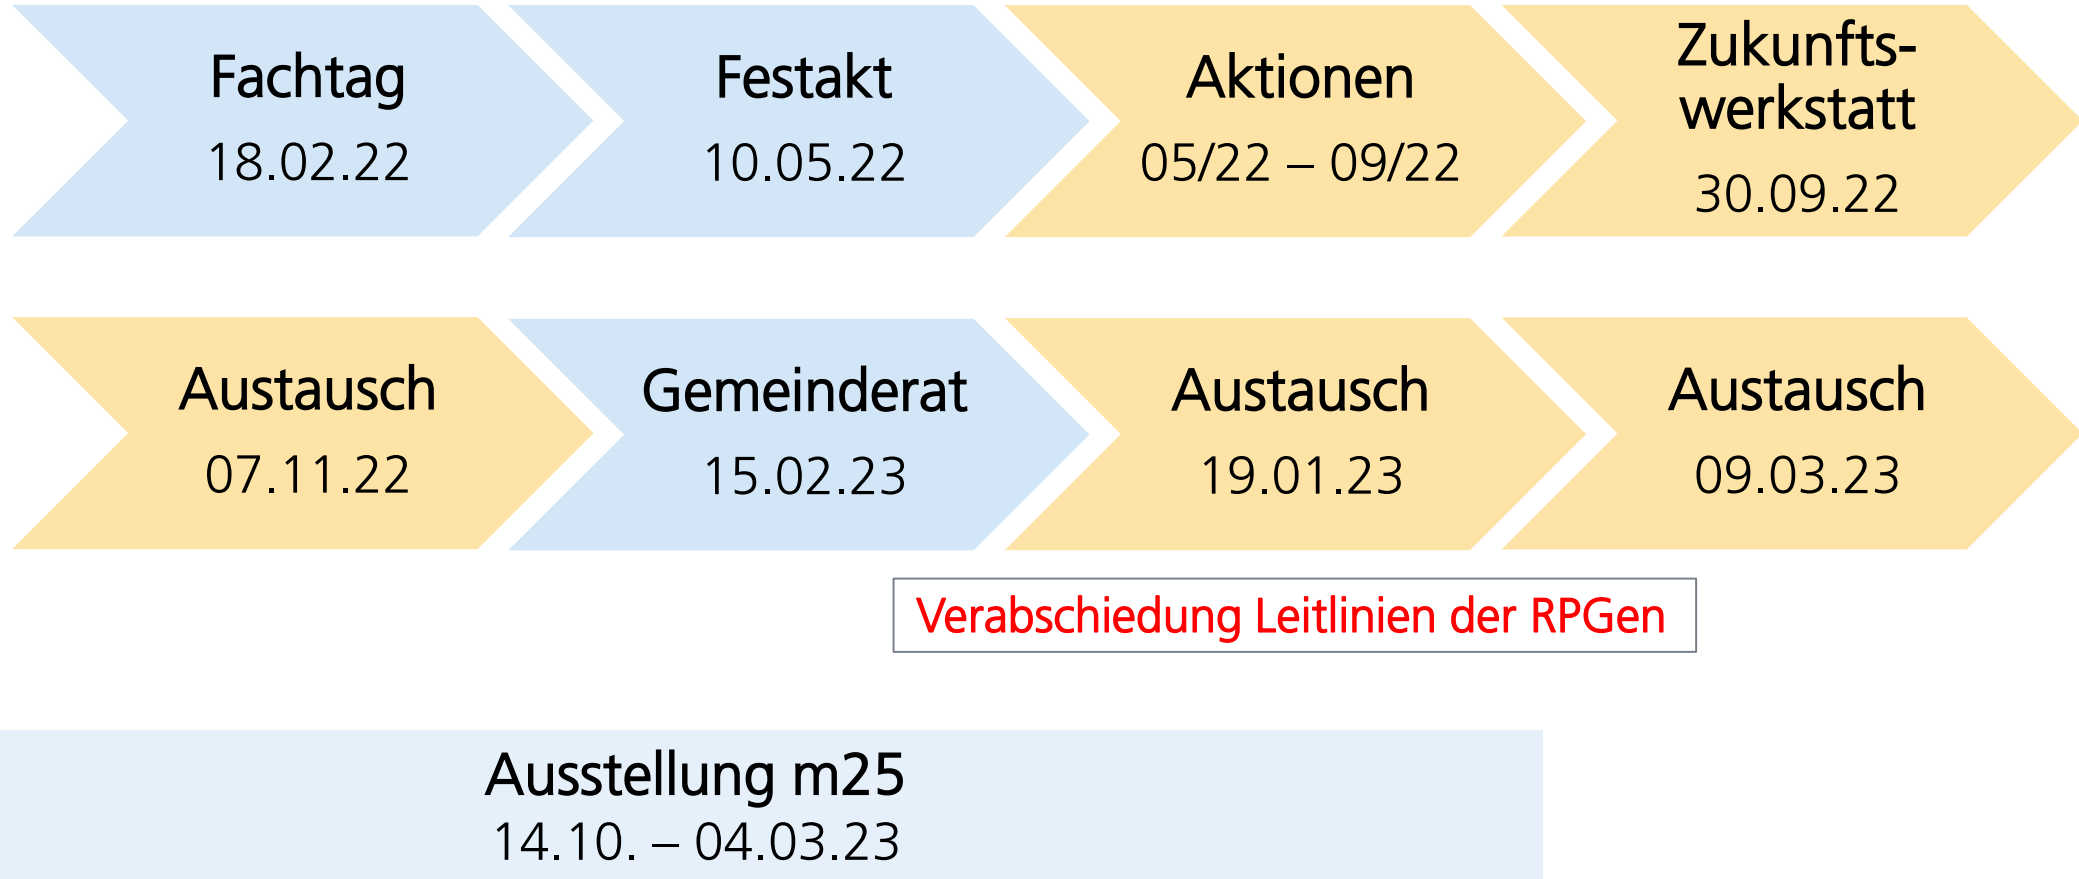 Fachtag
18.02.22
Festakt
10.05.22
Aktionen
05/22 – 09/22
Zukunfts-
werkstatt
30.09.22
Austausch
07.11.22
Gemeinderat
15.02.23
Austausch
19.01.23
Austausch
09.03.23
Verabschiedung Leitlinien der RPGen
Ausstellung m25
14.10. – 04.03.23